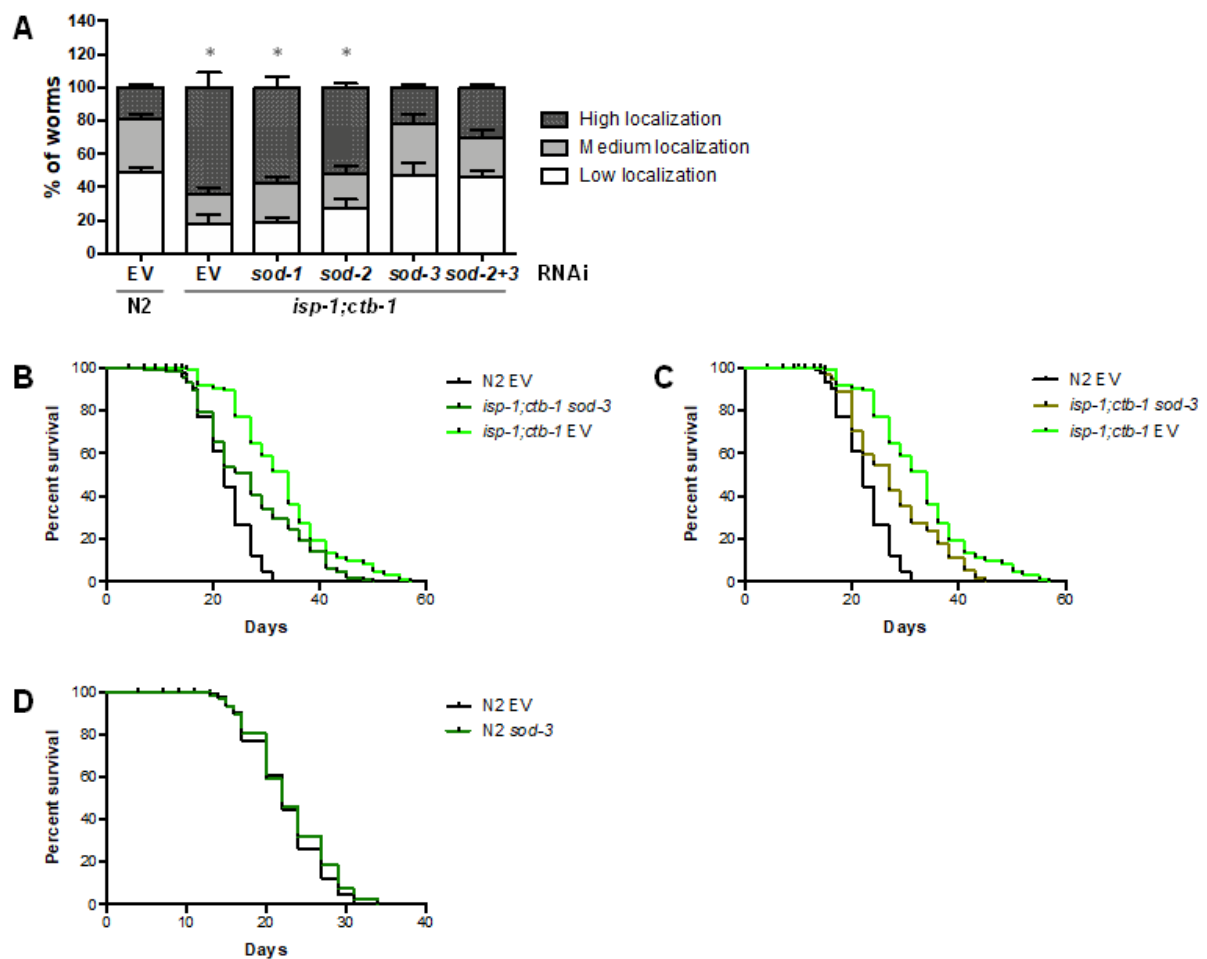 A
140
120
100
80
60
40
20
0
% of worms
* * *
High localization
Medium localization
Low localization
EV EV sod-1 sod-2 sod-3 sod-2+3 RNAi
N2 isp-1;ctb-1
B
100
80
60
40
20
0
Percent survival
0 20 40 60
Days
N2 EV
isp-1;ctb-1 sod-3
isp-1;ctb-1 EV
C
100
80
60
40
20
0
Percent survival
0 20 40 60
Days
N2 EV
isp-1;ctb-1 sod-3
isp-1;ctb-1 EV
D
100
80
60
40
20
0
Percent survival
0 10 20 30 40
Days
N2 EV
N2 sod-3